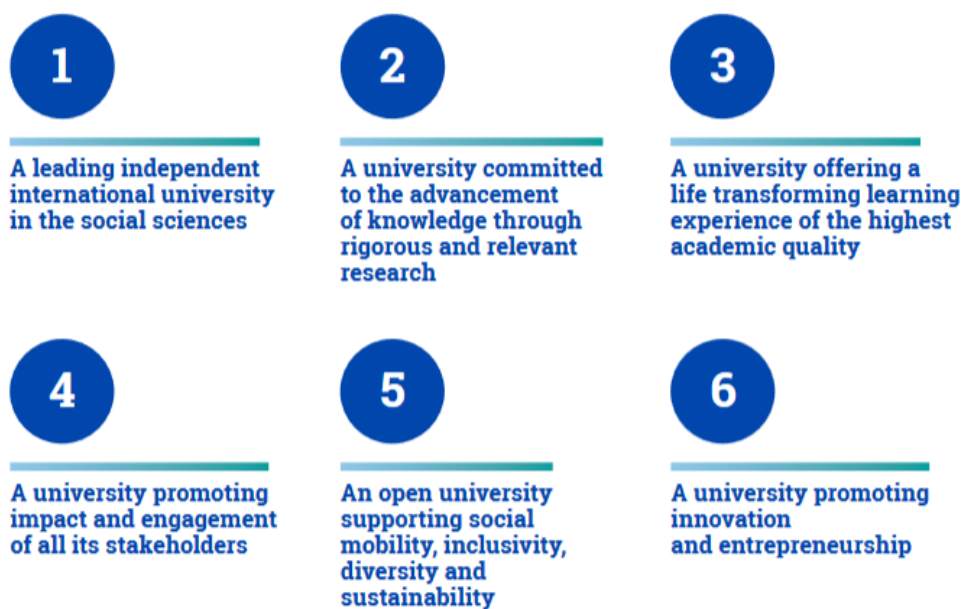 1
A leading independent
international university
in the social sciences
2
A university committed
to the advancement
of knowledge through
rigorous and relevant
research
3
A university offering a
life transforming learning
experience of the highest
academic quality
4
A university promoting
impact and engagement
of all its stakeholders
5
An open university
supporting social
mobility, inclusivity,
diversity and
sustainability
6
A university promoting
innovation
and entrepreneurship